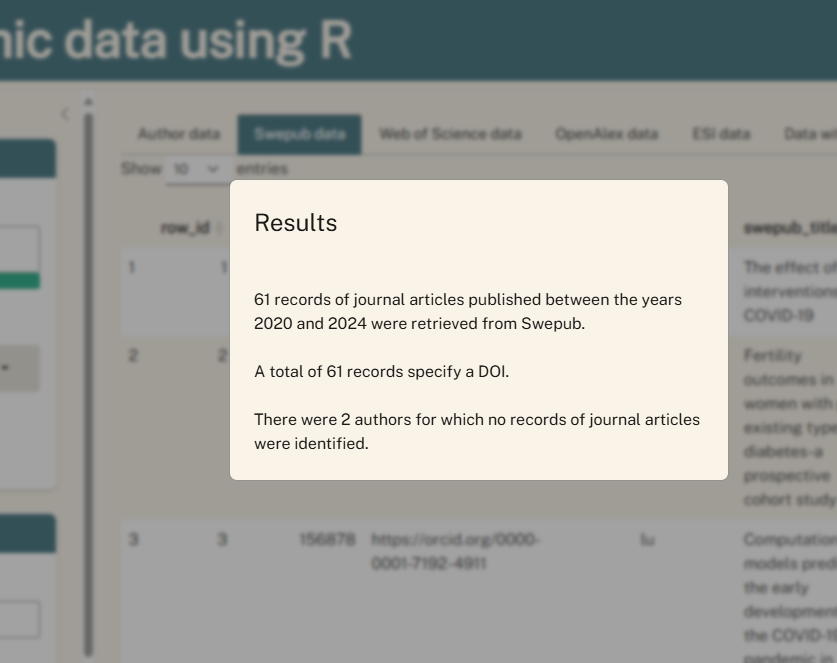 nic data using R
Author data
Swepub data
Web of Science data
OpenAlex data
ESI data
Data wi
Show 10 entries
row_id
swepub_title
Results
61 records of journal articles published between the years
2020 and 2024 were retrieved from Swepub.
A total of 61 records specify a DOI.
There were 2 authors for which no records of journal articles
were identified.
1 1
The effect of
interventions
COVID-19
2 2
Fertility
outcomes in
women with
existing type
diabetes-a
prospective
cohort study
3 3 156878 https://orcid.org/0000-
0001-7192-4911
lu
Computation
models predi
the early
development
the COVID-19
pandemic in